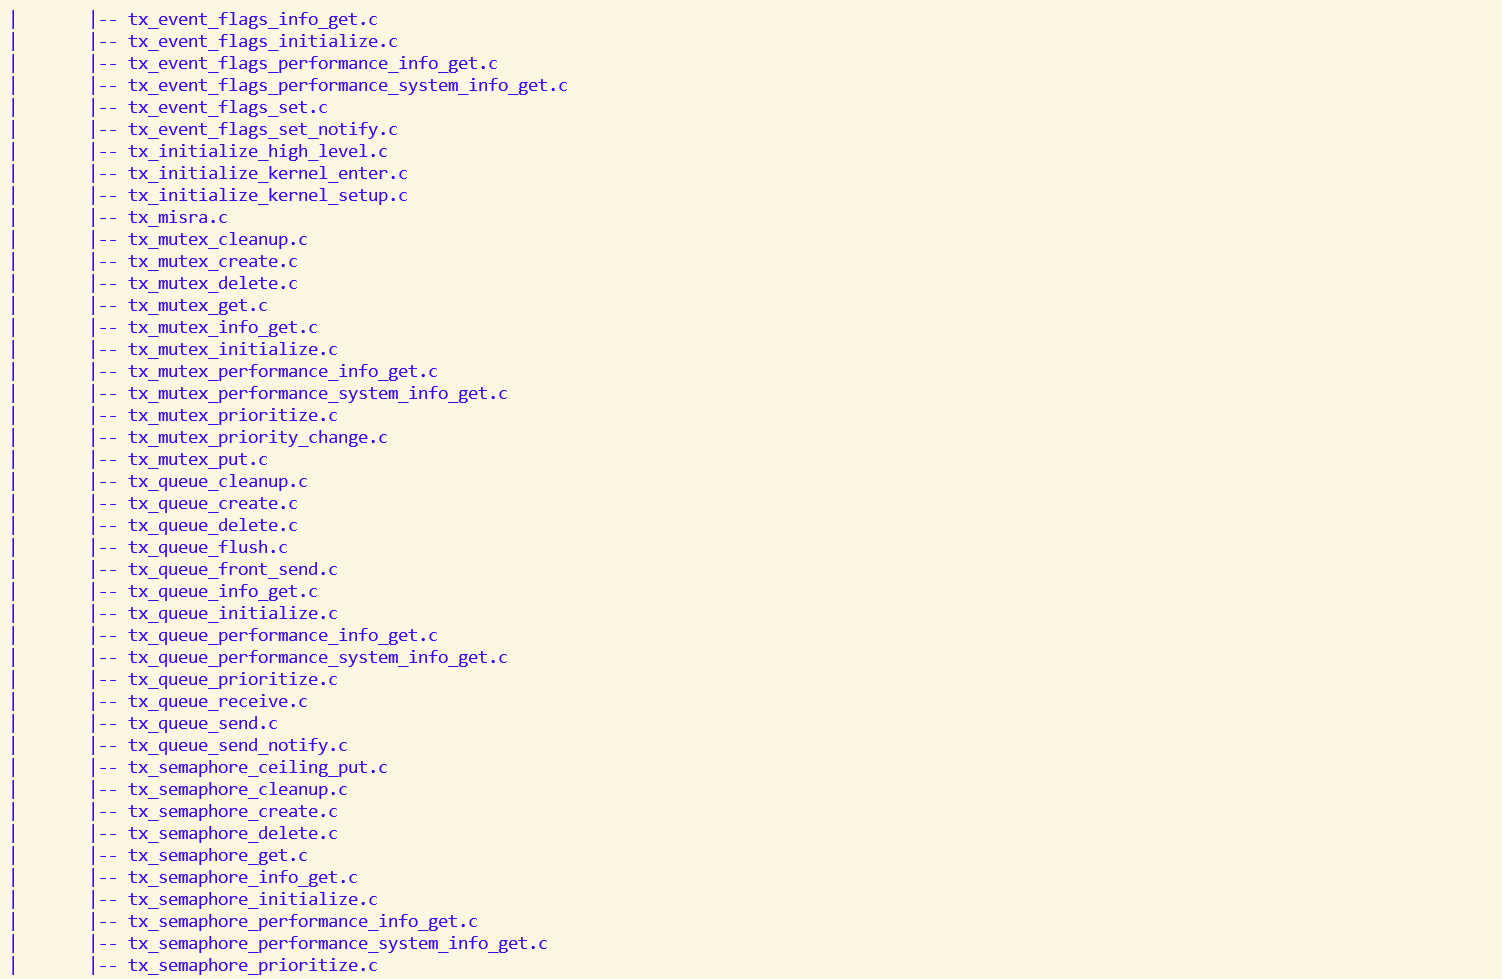 |       |-- tx_event_flags_info_get.c
|       |-- tx_event_flags_initialize.c
|       |-- tx_event_flags_performance_info_get.c
|       |-- tx_event_flags_performance_system_info_get.c
|       |-- tx_event_flags_set.c
|       |-- tx_event_flags_set_notify.c
|       |-- tx_initialize_high_level.c
|       |-- tx_initialize_kernel_enter.c
|       |-- tx_initialize_kernel_setup.c
|       |-- tx_misra.c
|       |-- tx_mutex_cleanup.c
|       |-- tx_mutex_create.c
|       |-- tx_mutex_delete.c
|       |-- tx_mutex_get.c
|       |-- tx_mutex_info_get.c
|       |-- tx_mutex_initialize.c
|       |-- tx_mutex_performance_info_get.c
|       |-- tx_mutex_performance_system_info_get.c
|       |-- tx_mutex_prioritize.c
|       |-- tx_mutex_priority_change.c
|       |-- tx_mutex_put.c
|       |-- tx_queue_cleanup.c
|       |-- tx_queue_create.c
|       |-- tx_queue_delete.c
|       |-- tx_queue_flush.c
|       |-- tx_queue_front_send.c
|       |-- tx_queue_info_get.c
|       |-- tx_queue_initialize.c
|       |-- tx_queue_performance_info_get.c
|       |-- tx_queue_performance_system_info_get.c
|       |-- tx_queue_prioritize.c
|       |-- tx_queue_receive.c
|       |-- tx_queue_send.c
|       |-- tx_queue_send_notify.c
|       |-- tx_semaphore_ceiling_put.c
|       |-- tx_semaphore_cleanup.c
|       |-- tx_semaphore_create.c
|       |-- tx_semaphore_delete.c
|       |-- tx_semaphore_get.c
|       |-- tx_semaphore_info_get.c
|       |-- tx_semaphore_initialize.c
|       |-- tx_semaphore_performance_info_get.c
|       |-- tx_semaphore_performance_system_info_get.c
|       |-- tx_semaphore_prioritize.c